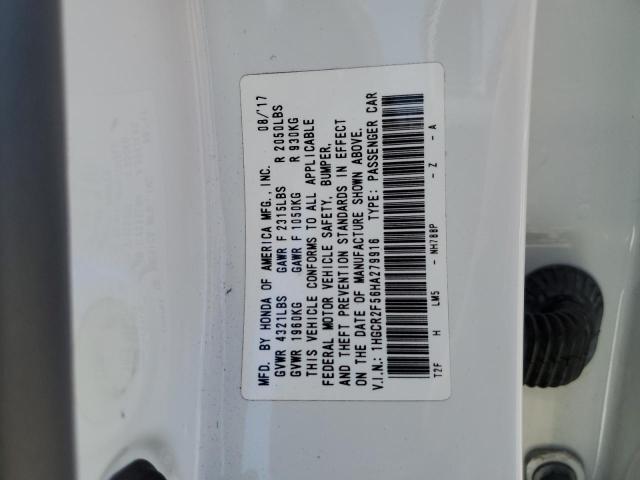 MFD. BY HONDA OF AMERICA MFG., INC. 08/'17
GVWR 4321LBS GAWR F 2315LBS R 2050LBS
GVWR 1960KG GAWR F 1050KG R 930KG
THIS VEHICLE CONFORMS TO ALL APPLICABLE
FEDERAL MOTOR VEHICLE SAFETY, BUMPER,
AND THEFT PREVENTION STANDARDS IN EFFECT
ON THE DATE OF MANUFACTURE SHOWN ABOVE.
V.I.N.: 1HGCR2F56HA279916 TYPE: PASSENGER CAR
T2F H LM5 - NH788P - Z - A